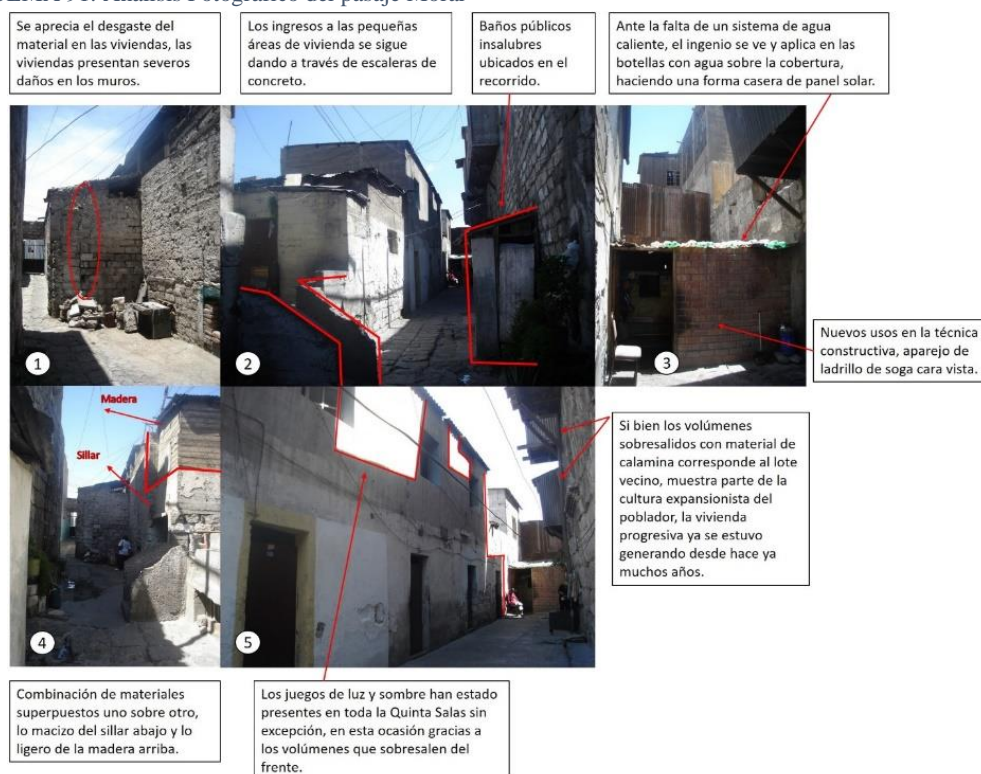 Análisis Fotográfico del pasaje Moral
Se aprecia el desgaste del
material en las viviendas, las
viviendas presentan severos
daños en los muros.
Los ingresos a las pequeñas
áreas de vivienda se sigue
dando a través de escaleras de
concreto.
Baños públicos
insalubres
ubicados en el
recorrido.
Ante la falta de un sistema de agua
caliente, el ingenio se ve y aplica en las
botellas con agua sobre la cobertura,
haciendo una forma casera de panel solar.
1
2
3
Nuevos usos en la técnica
constructiva, aparejo de
ladrillo de soga cara vista.
Madera
Sillar
4
5
Si bien los volúmenes
sobresalidos con material de
calamina corresponde al lote
vecino, muestra parte de la
cultura expansionista del
poblador, la vivienda
progresiva ya se estuvo
generando desde hace ya
muchos años.
Combinación de materiales
superpuestos uno sobre otro,
lo macizo del sillar abajo y lo
ligero de la madera arriba.
Los juegos de luz y sombre han estado
presentes en toda la Quinta Salas sin
excepción, en esta ocasión gracias a
los volúmenes que sobresalen del
frente.